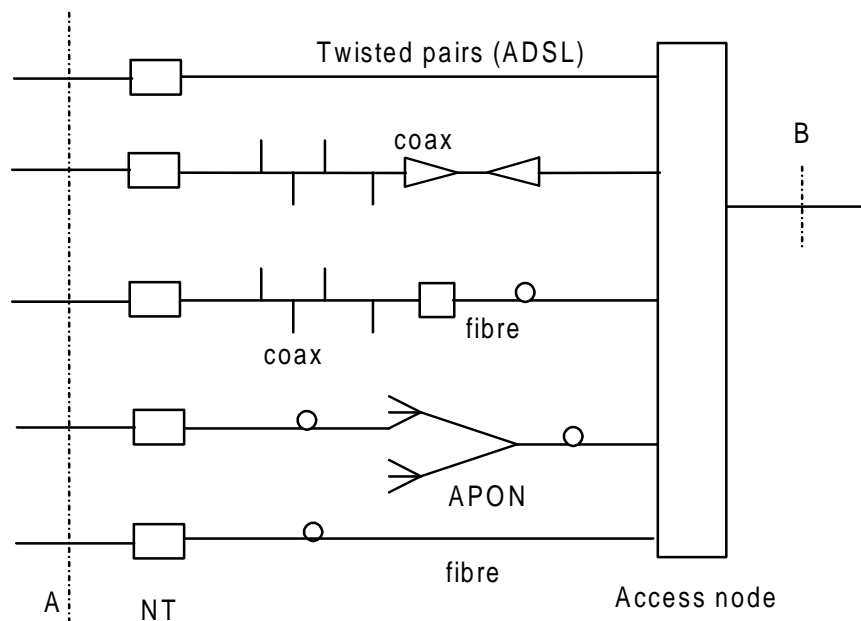 Twisted pairs (ADSL)
coax
B
fibre
coax
APON
fibre
A
NT
Access node